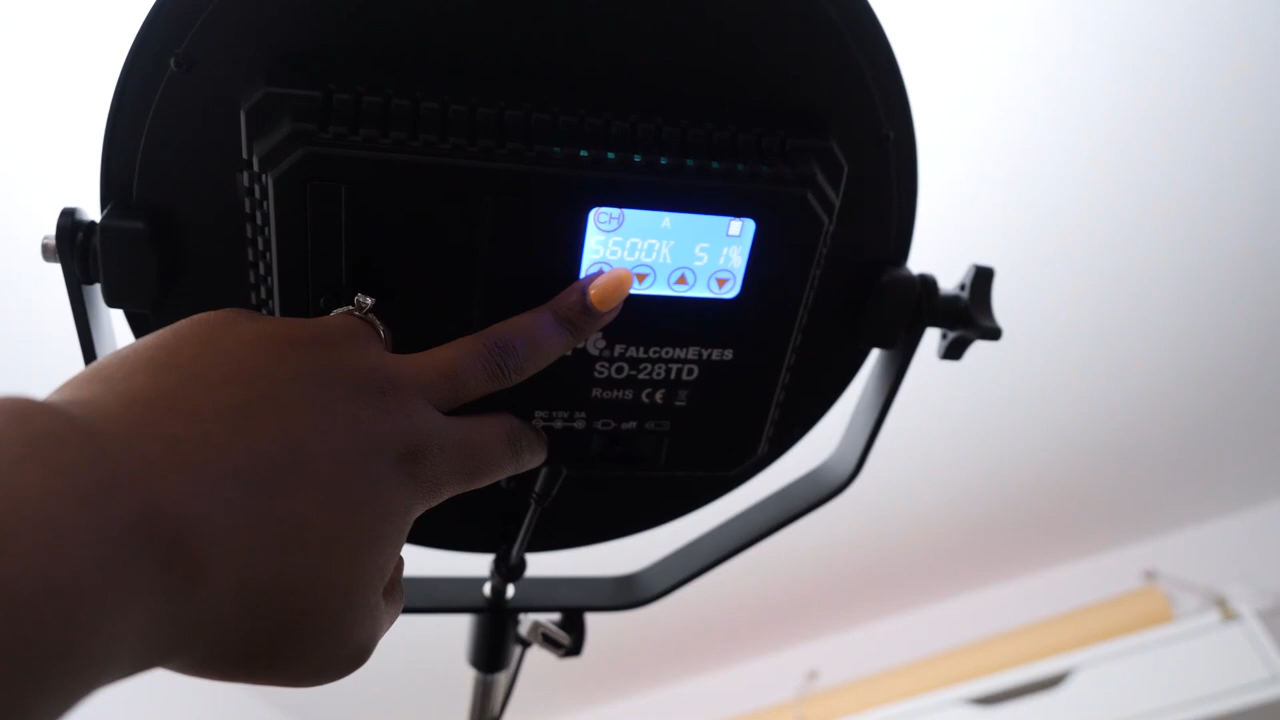 CH A
5600K 51%
FALCONEYES
SO-28TD
RoHS CE
DC 15V 3A off